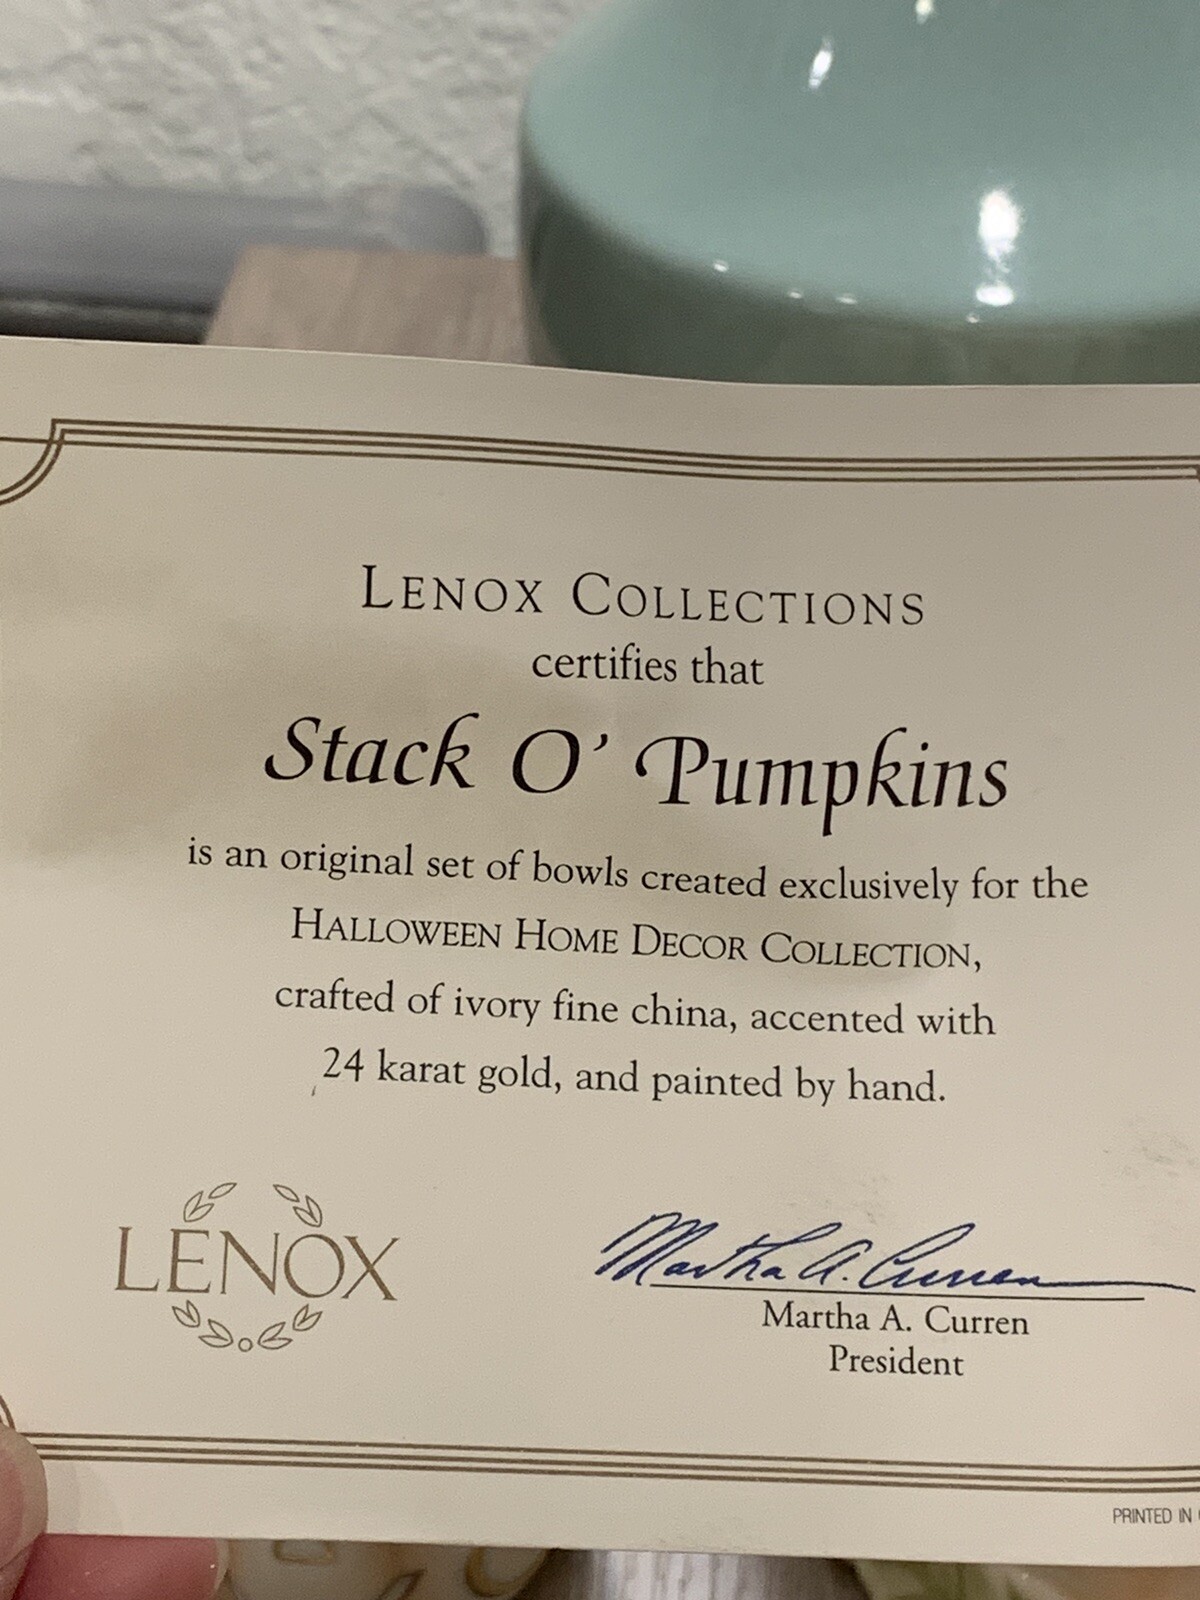 LENOX COLLECTIONS
certifies that
Stack O' Pumpkins
is an original set of bowls created exclusively for the
HALLOWEEN HOME DECOR COLLECTION,
crafted of ivory fine china, accented with
24 karat gold, and painted by hand.
LENOX
Martha A. Curren
Martha A. Curren
President
PRINTED IN